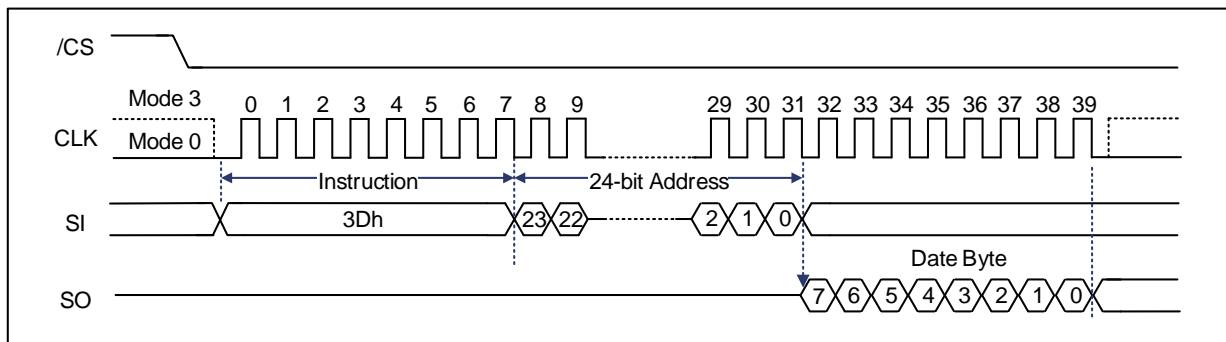 /CS
Mode 3
0 1 2 3 4 5 6 7 8 9 29 30 31 32 33 34 35 36 37 38 39
CLK
Mode 0
Instruction 24-bit Address
SI 3Dh 23 22 2 1 0
Date Byte
SO 7 6 5 4 3 2 1 0